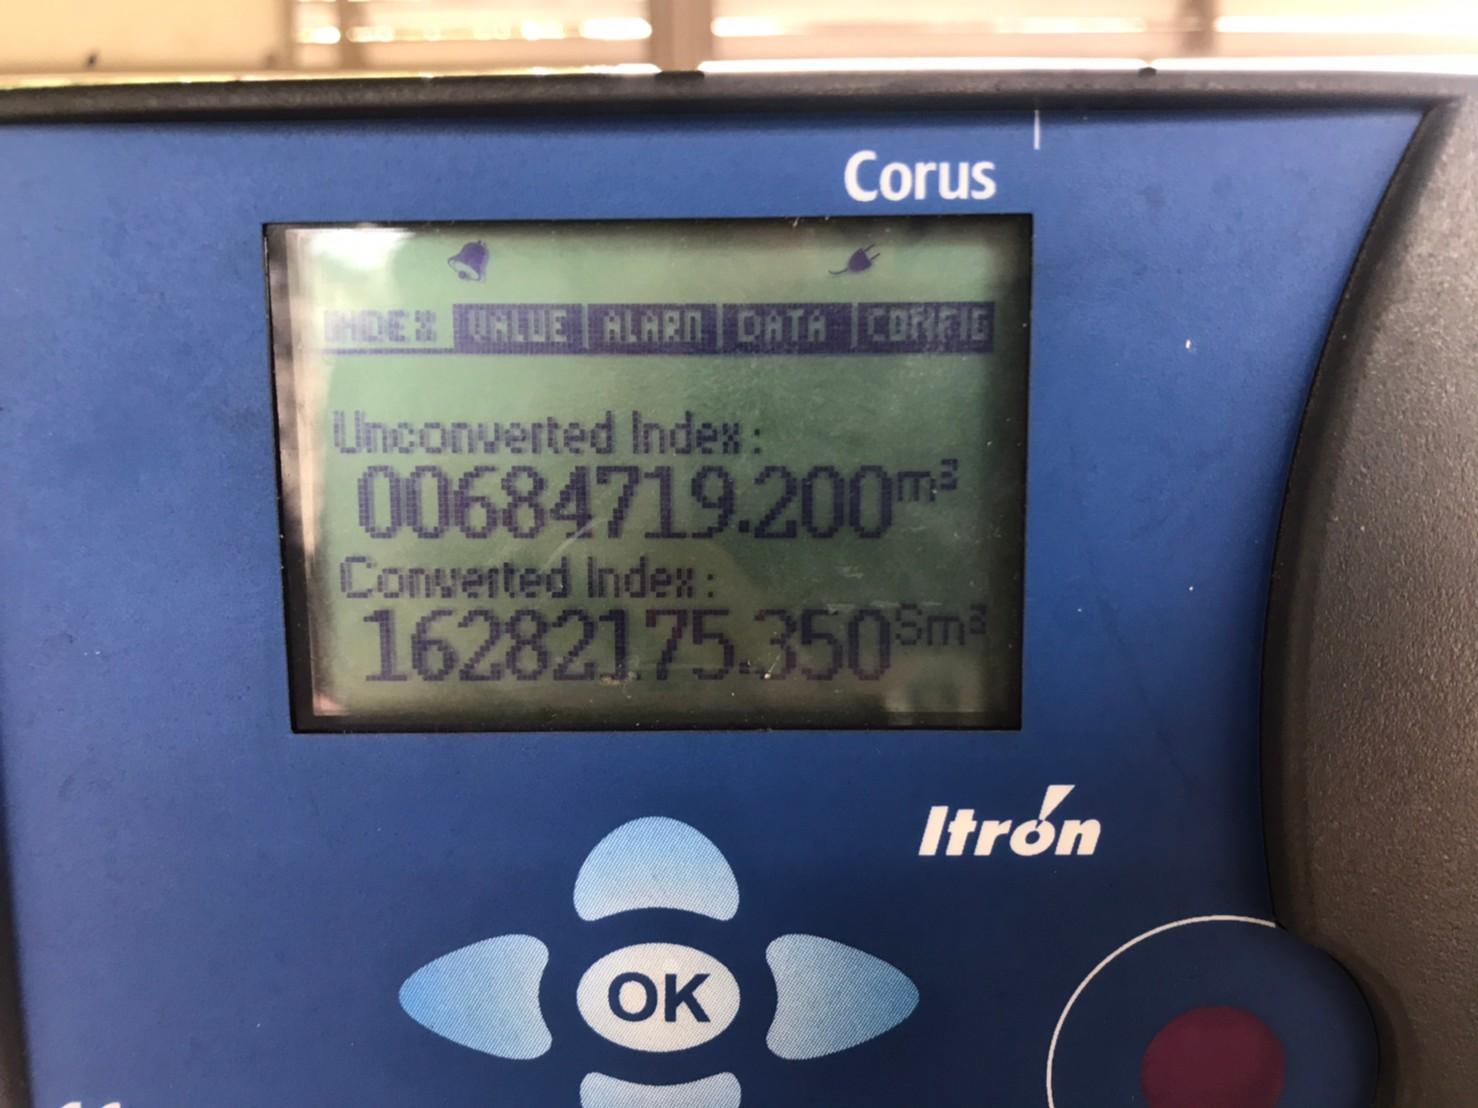 Corus
INDEX VALUE ALARM DATA CONFIG
Unconverted Index :
00684719.200m³
Converted Index :
16282175.350Sm³
Itron
OK